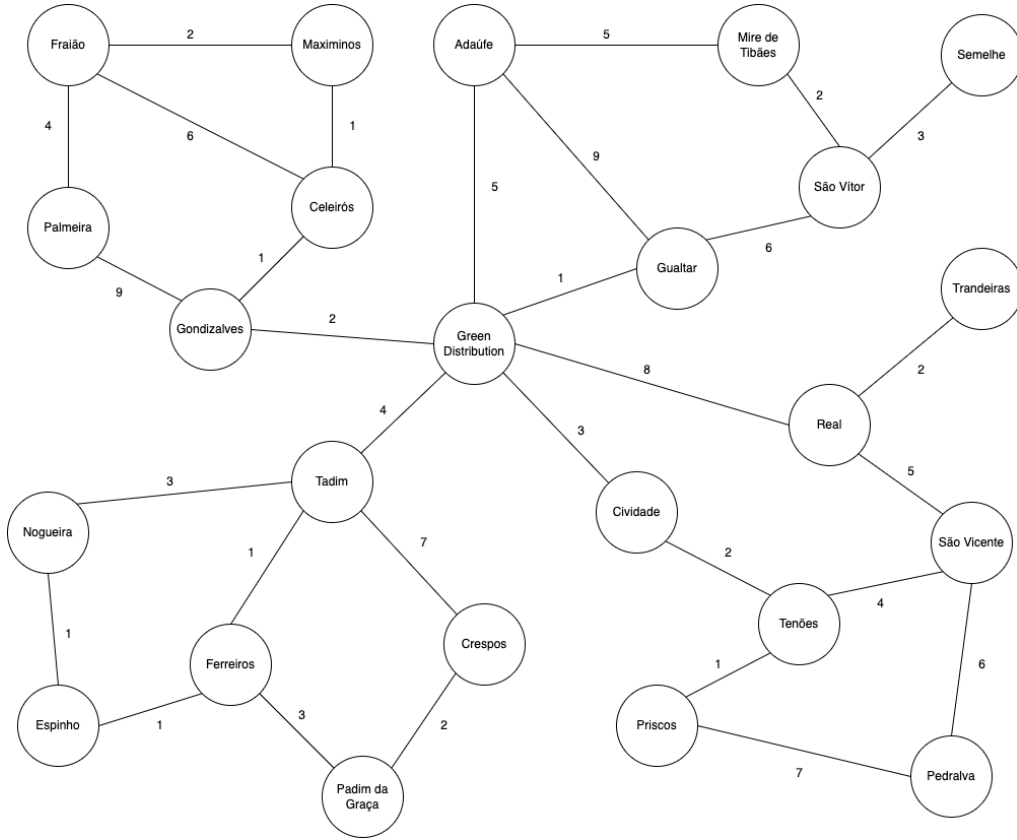 Fraião
2
Maximinos
Adaúfe
5
Mire de
Tibães
Semelhe
2
4
6
1
3
9
5
São Vítor
Palmeira
Celeirós
6
1
Gualtar
9
1
Trandeiras
Gondizalves
2
Green
Distribution
8
2
4
Real
3
5
3
Tadim
Nogueira
Cividade
São Vicente
1
7
2
4
Tenões
1
Ferreiros
Crespos
1
6
3
2
1
Espinho
Priscos
7
Pedralva
Padim da
Graça